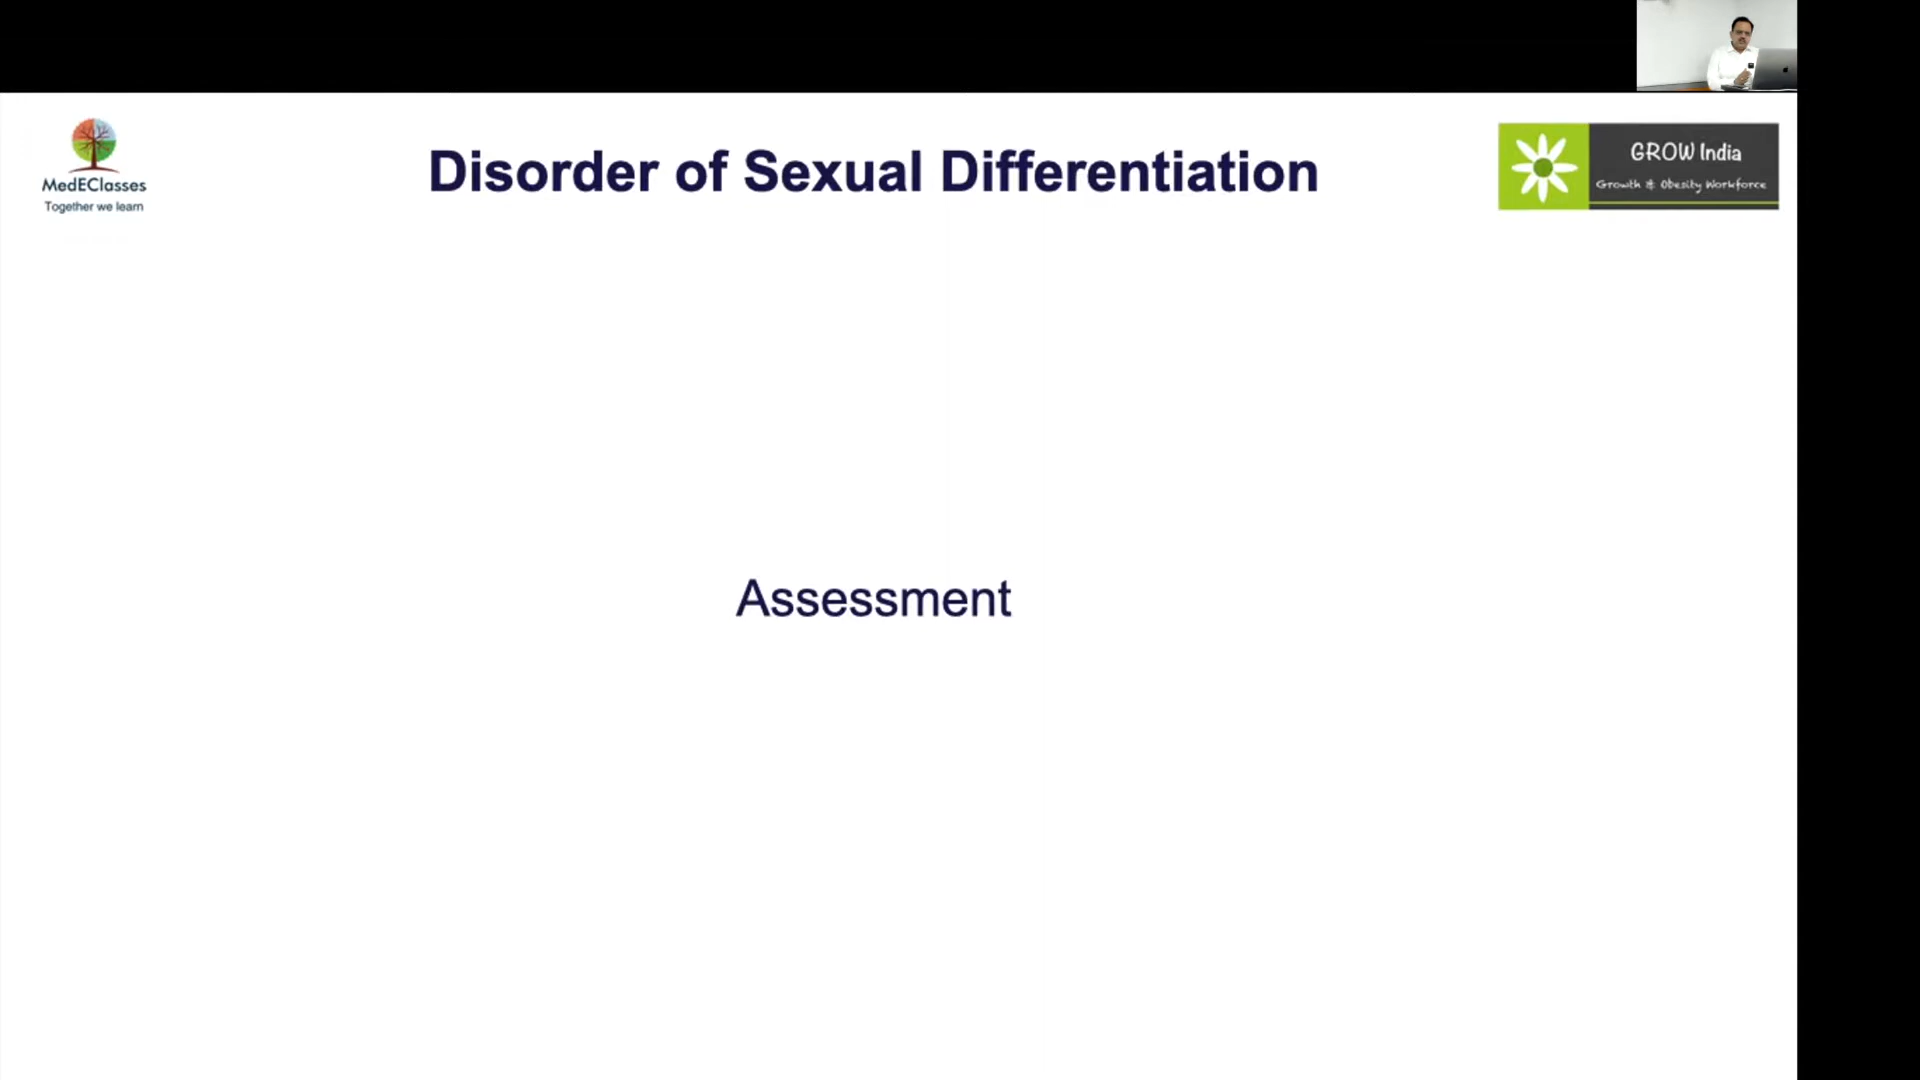 Disorder of Sexual Differentiation
MedEClasses
Together we learn
GROW India
Growth & Obesity Workforce
Assessment